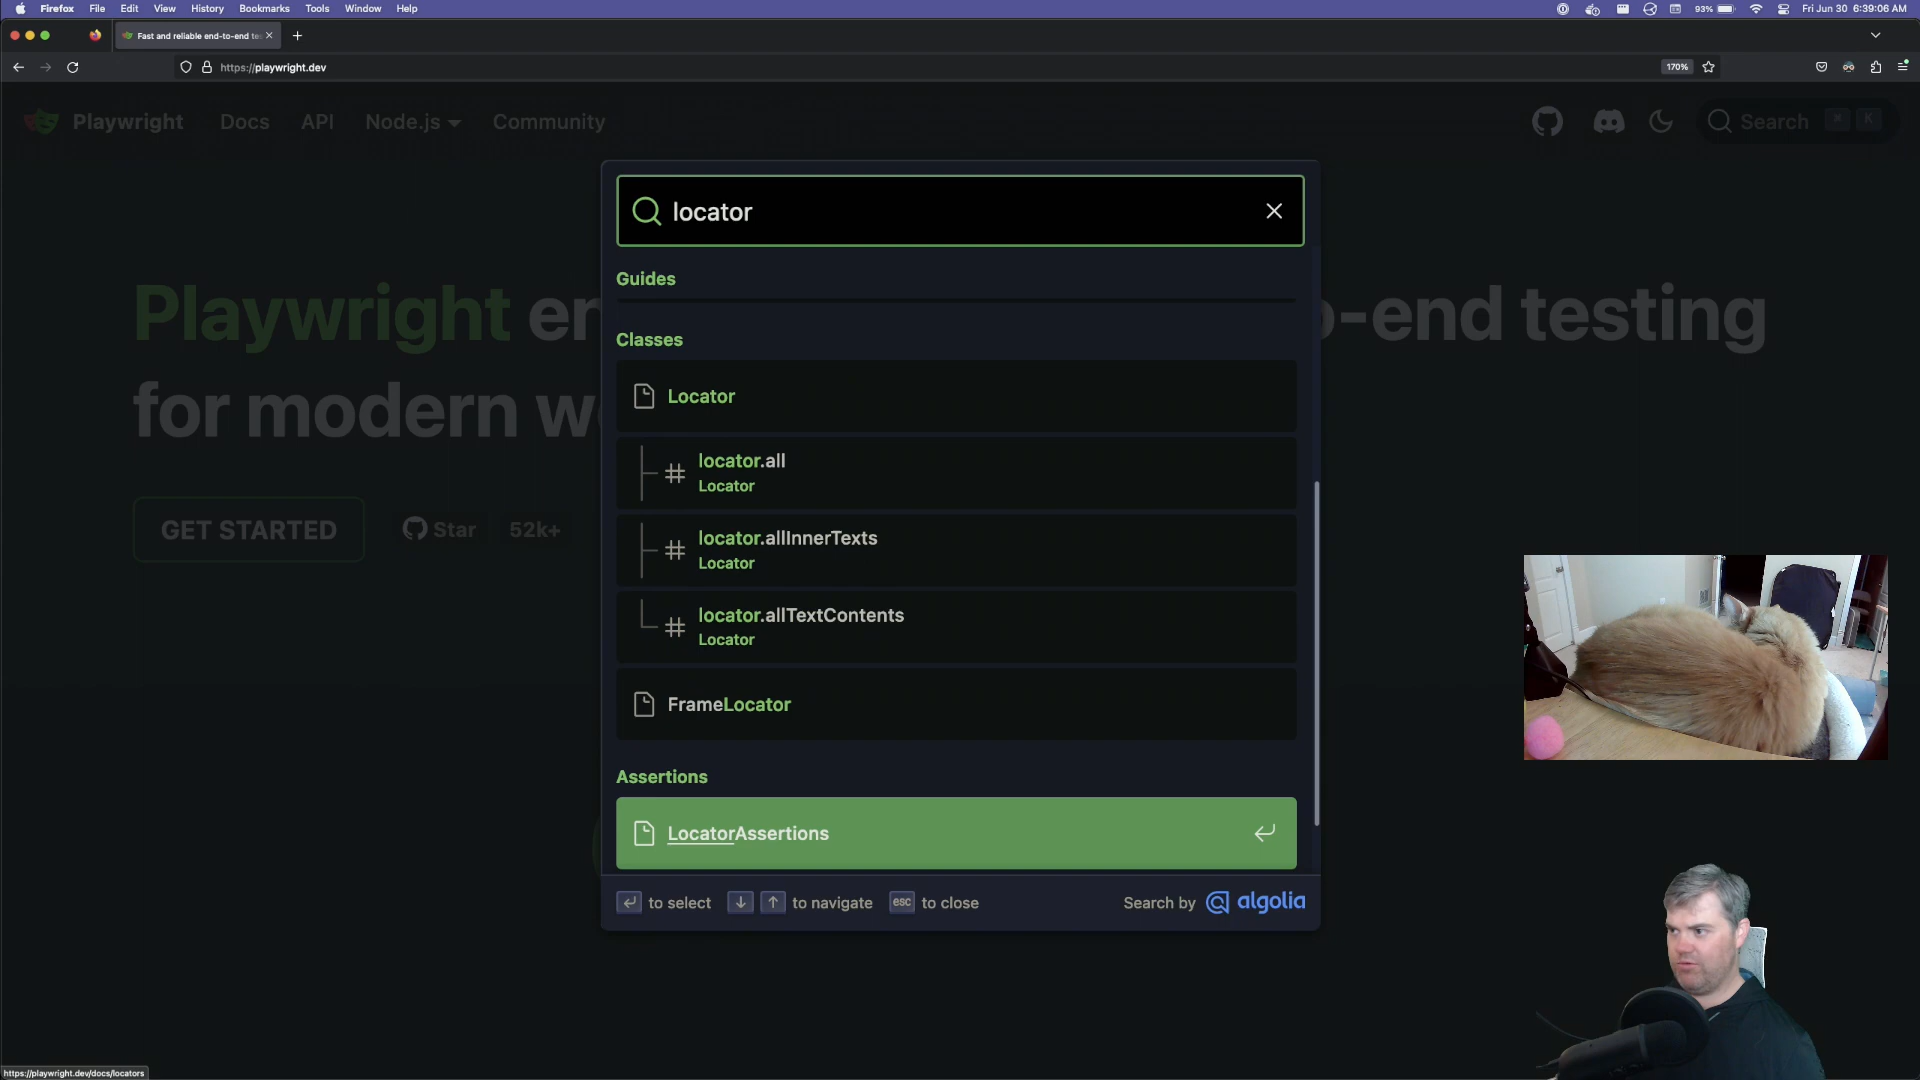 Firefox File Edit View History Bookmarks Tools Window Help
93% Fri Jun 30 6:39:06 AM
Fast and reliable end-to-end te
https://playwright.dev
170%
Playwright Docs API Node.js Community
Search ⌘ K
locator
Guides
Playwright en
o-end testing
Classes
for modern w
Locator
locator.all
Locator
GET STARTED
Star 52k+
locator.allInnerTexts
Locator
locator.allTextContents
Locator
FrameLocator
Assertions
LocatorAssertions
to select
to navigate
esc to close
Search by algolia
https://playwright.dev/docs/locators